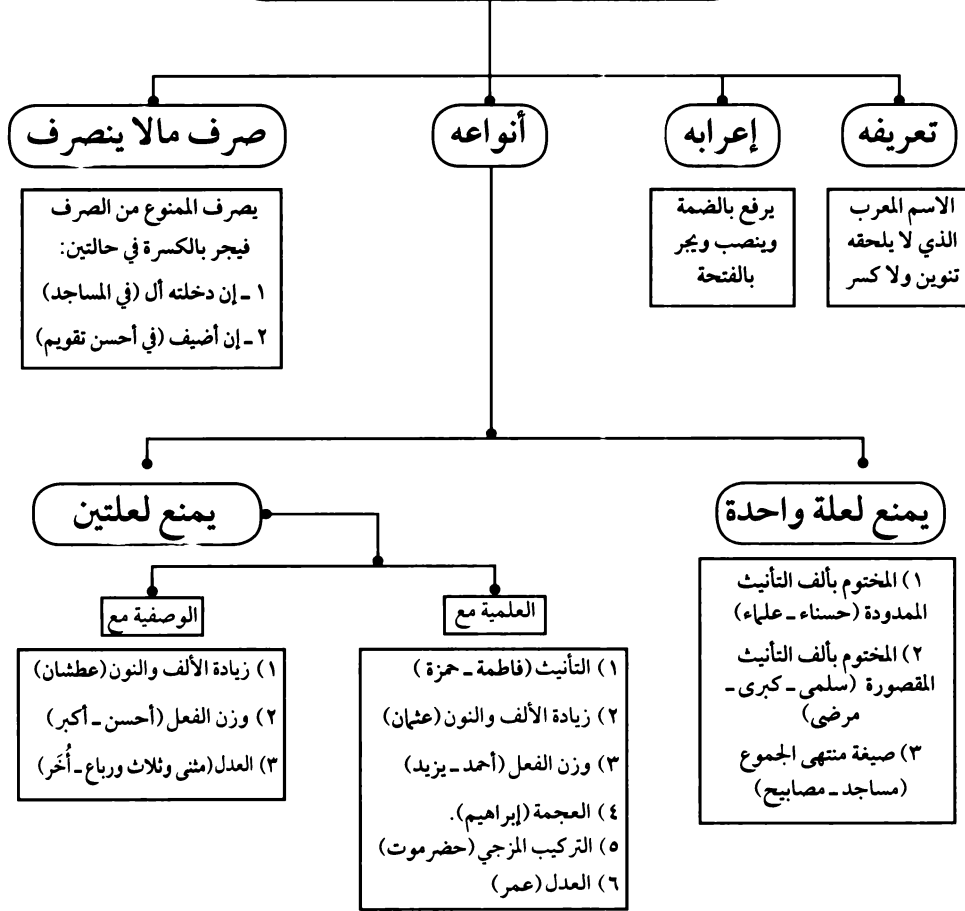 تعريفه
الاسم المعرب
الذي لا يلحقه
تنوين ولا كسر
إعرابه
يرفع بالضمة
وينصب ويجر
بالفتحة
أنواعه
صرف مالا ينصرف
يصرف الممنوع من الصرف
فيجر بالكسرة في حالتين:
١ - إن دخلته أل (في المساجد)
٢ - إن أضيف (في أحسن تقويم)
يمنع لعلة واحدة
١) المختوم بألف التأنيث
الممدودة (حسناء - علماء)
٢) المختوم بألف التأنيث
المقصورة (سلمى - كبرى -
مرضى)
٣) صيغة منتهى الجموع
(مساجد - مصابيح)
يمنع لعلتين
العلمية مع
١) التأنيث (فاطمة - حمزة)
٢) زيادة الألف والنون (عثمان)
٣) وزن الفعل (أحمد - يزيد)
٤) العجمة (إبراهيم).
٥) التركيب المزجي (حضرموت)
٦) العدل (عمر)
الوصفية مع
١) زيادة الألف والنون (عطشان)
٢) وزن الفعل (أحسن - أكبر)
٣) العدل (مثنى وثلاث ورباع - أُخَر)